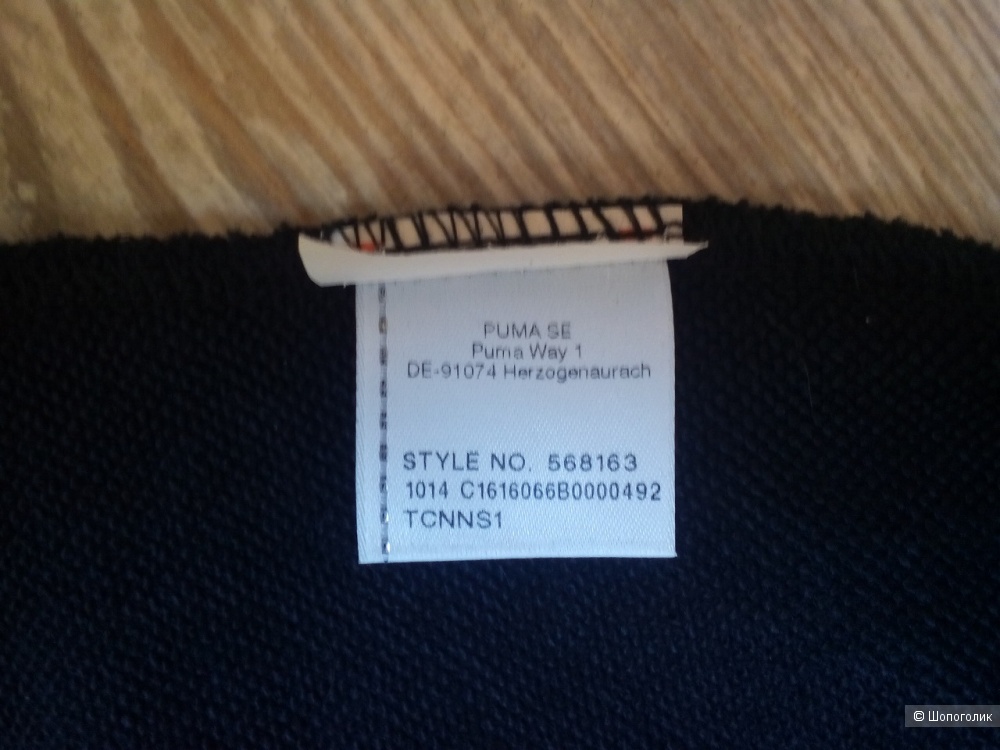 PUMA SE
Puma Way 1
DE-91074 Herzogenaurach
STYLE NO. 568163
1014 C1616066B0000492
TCNNS1
© Шопоголик